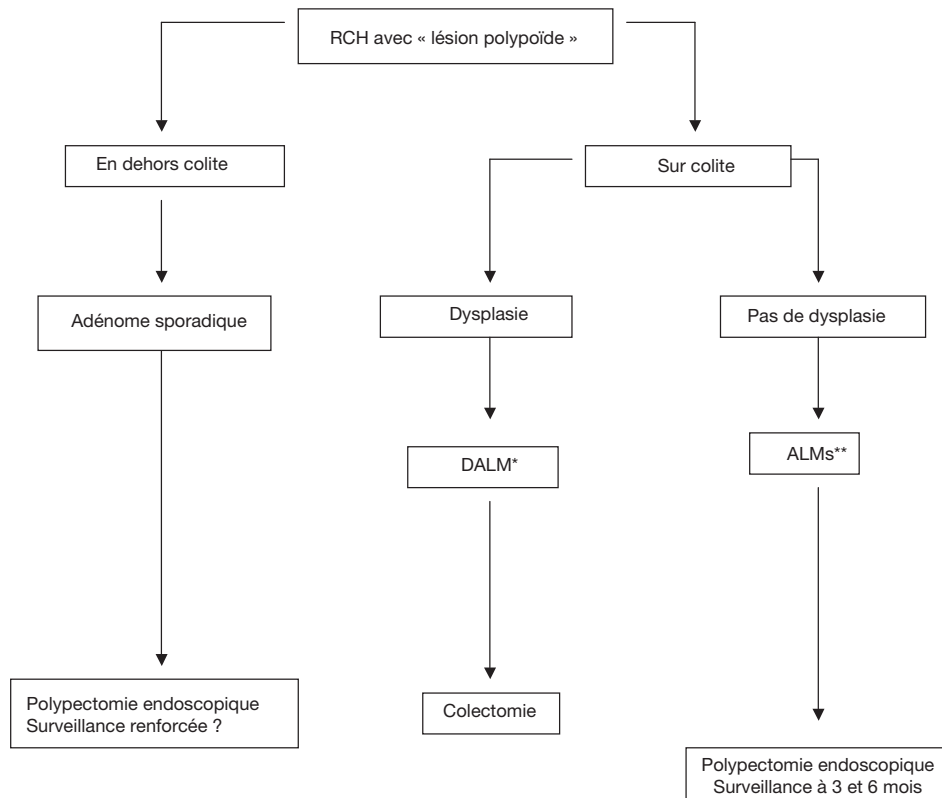 RCH avec « lésion polypoïde »
En dehors colite
Sur colite
Adénome sporadique
Dysplasie
Pas de dysplasie
DALM*
ALMs**
Polypectomie endoscopique
Surveillance renforcée ?
Colectomie
Polypectomie endoscopique
Surveillance à 3 et 6 mois